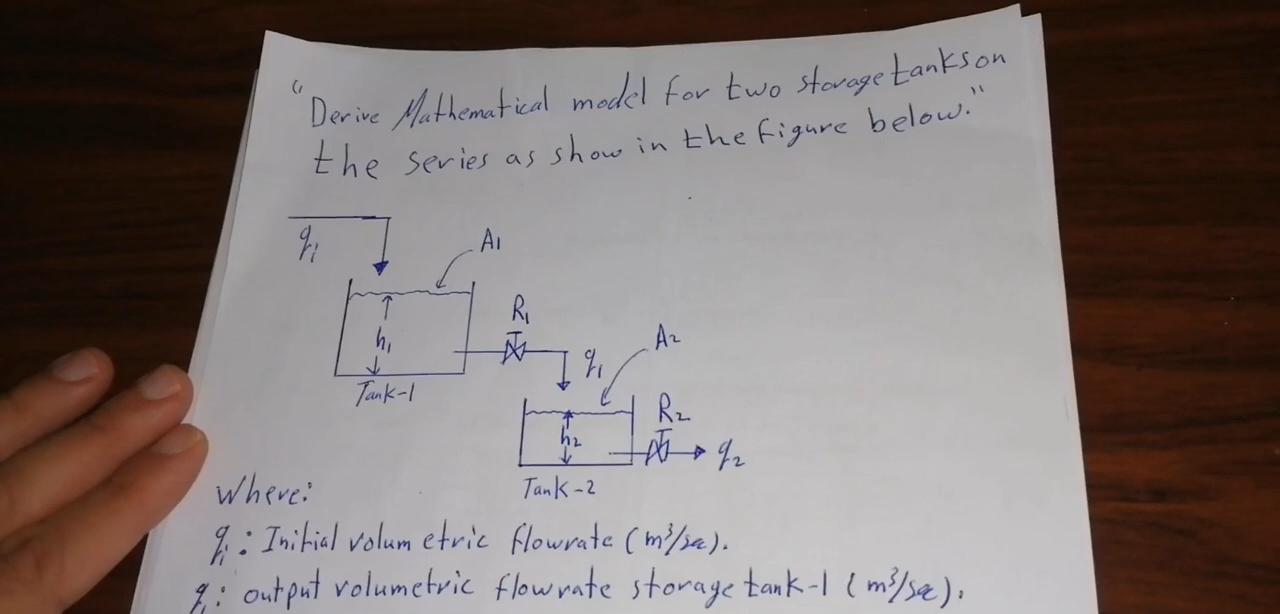 "Derive Mathematical model for two storage tanks on
the series as show in the figure below."
qi
A1
h1
R1
Tank-1
q1
A2
h2
R2
q2
Tank-2
Where:
qi: Initial volumetric flowrate (m³/sec).
q1: output volumetric flowrate storage tank-1 (m³/sec).